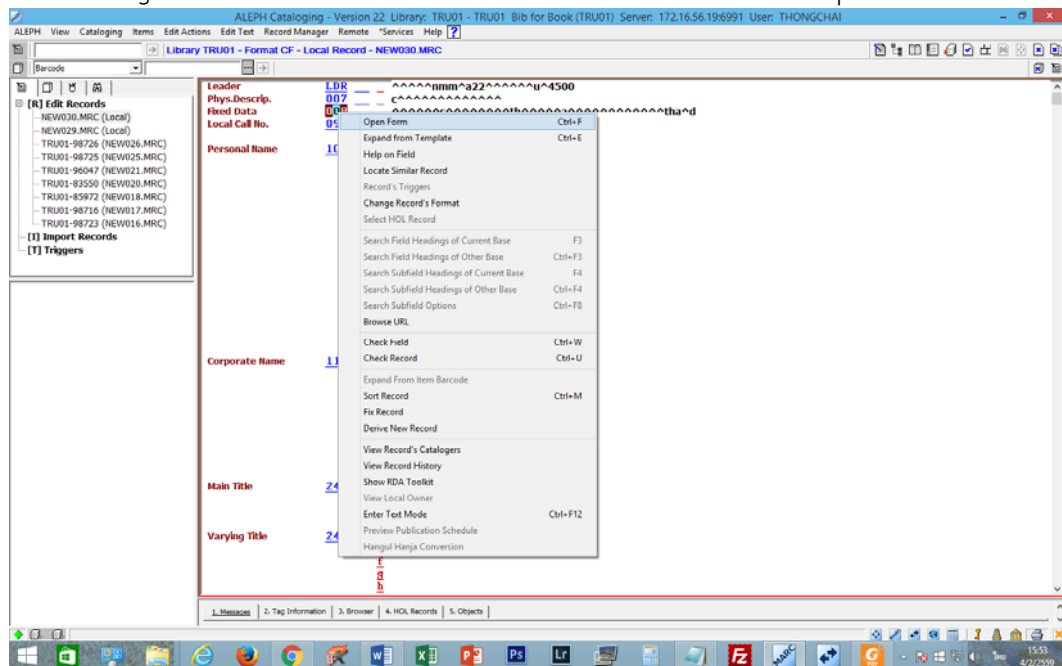 ALEPH Cataloging - Version 22 Library: TRU01 - TRU01 Bib for Book (TRU01) Server: 172.16.56.19:6991 User: THONGCHAI
ALEPH View Cataloging Items Edit Actions Edit Text Record Manager Remote "Services Help ?
Library TRU01 - Format CF - Local Record - NEW030.MRC
Barcode
[R] Edit Records
NEW030.MRC (Local)
NEW029.MRC (Local)
TRU01-98726 (NEW026.MRC)
TRU01-98725 (NEW025.MRC)
TRU01-96047 (NEW021.MRC)
TRU01-83550 (NEW020.MRC)
TRU01-85972 (NEW018.MRC)
TRU01-98716 (NEW017.MRC)
TRU01-98723 (NEW016.MRC)
[I] Import Records
[T] Triggers
Leader LDR ^^^^^nmm^a22^^^^^^u^4500
Phys.Descrip. 007 c^^^^^^^^^^^^^
Fixed Data 008
Local Call No.
Personal Name
Corporate Name
Main Title
Varying Title
f
g
h
Open Form Ctrl+F
Expand from Template Ctrl+E
Help on Field
Locate Similar Record
Record's Triggers
Change Record's Format
Select HOL Record
Search Field Headings of Current Base F3
Search Field Headings of Other Base Ctrl+F3
Search Subfield Headings of Current Base F4
Search Subfield Headings of Other Base Ctrl+F4
Search Subfield Options Ctrl+F8
Browse URL
Check Field Ctrl+W
Check Record Ctrl+U
Expand From Item Barcode
Sort Record Ctrl+M
Fix Record
Derive New Record
View Record's Catalogers
View Record History
Show RDA Toolkit
View Local Owner
Enter Text Mode Ctrl+F12
Preview Publication Schedule
Hangul Hanja Conversion
1. Messages 2. Tag Information 3. Browser 4. HOL Records 5. Objects
Ps Lr FZ MARC
ไทย 15:53
4/2/2559